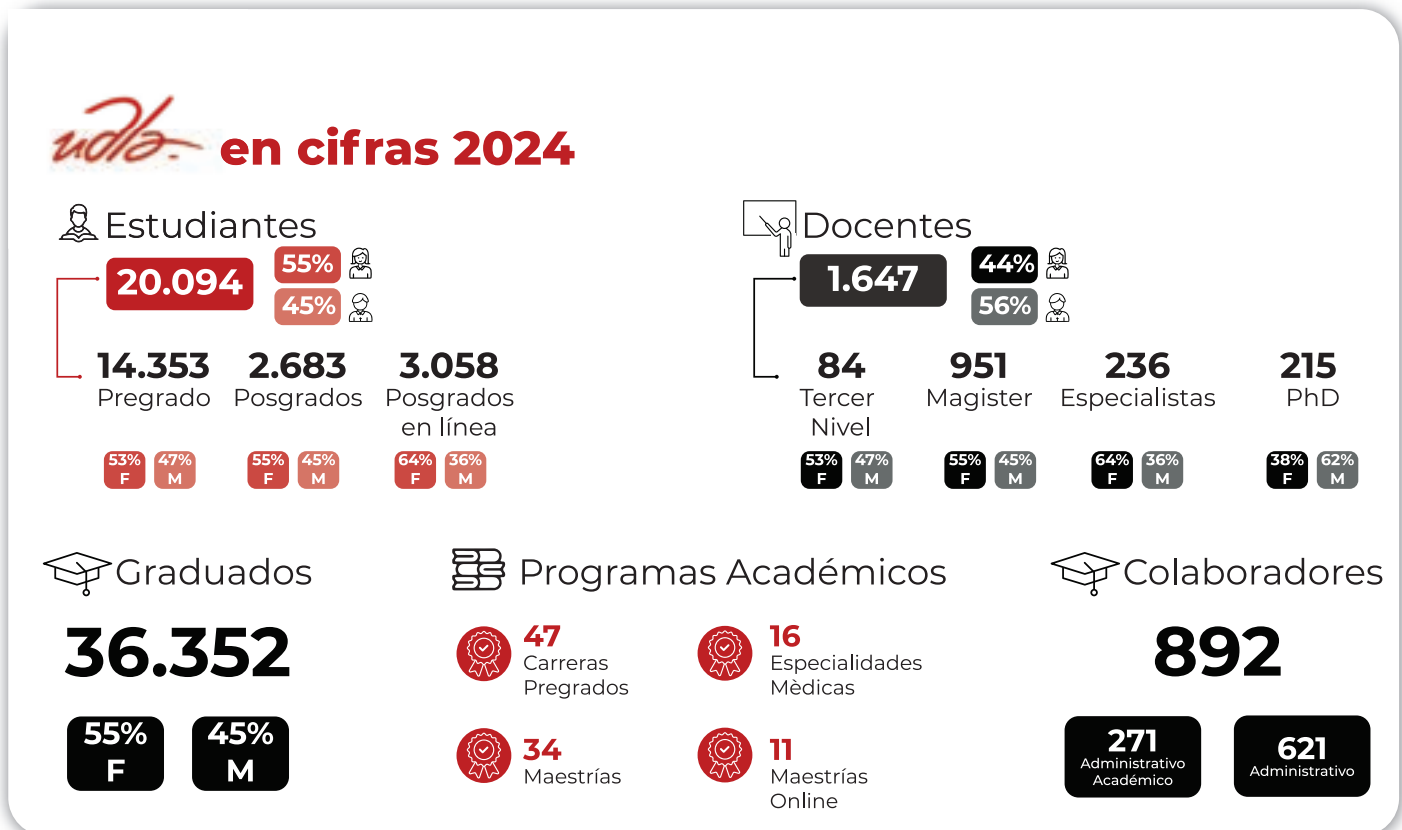 udla- en cifras 2024
Estudiantes
20.094
55%
45%
14.353
Pregrado
53%
F
47%
M
2.683
Posgrados
55%
F
45%
M
3.058
Posgrados
en línea
64%
F
36%
M
Docentes
1.647
44%
56%
84
Tercer
Nivel
53%
F
47%
M
951
Magister
55%
F
45%
M
236
Especialistas
64%
F
36%
M
215
PhD
38%
F
62%
M
Graduados
36.352
55%
F
45%
M
Programas Académicos
47
Carreras
Pregrados
16
Especialidades
Mèdicas
34
Maestrías
11
Maestrías
Online
Colaboradores
892
271
Administrativo
Académico
621
Administrativo